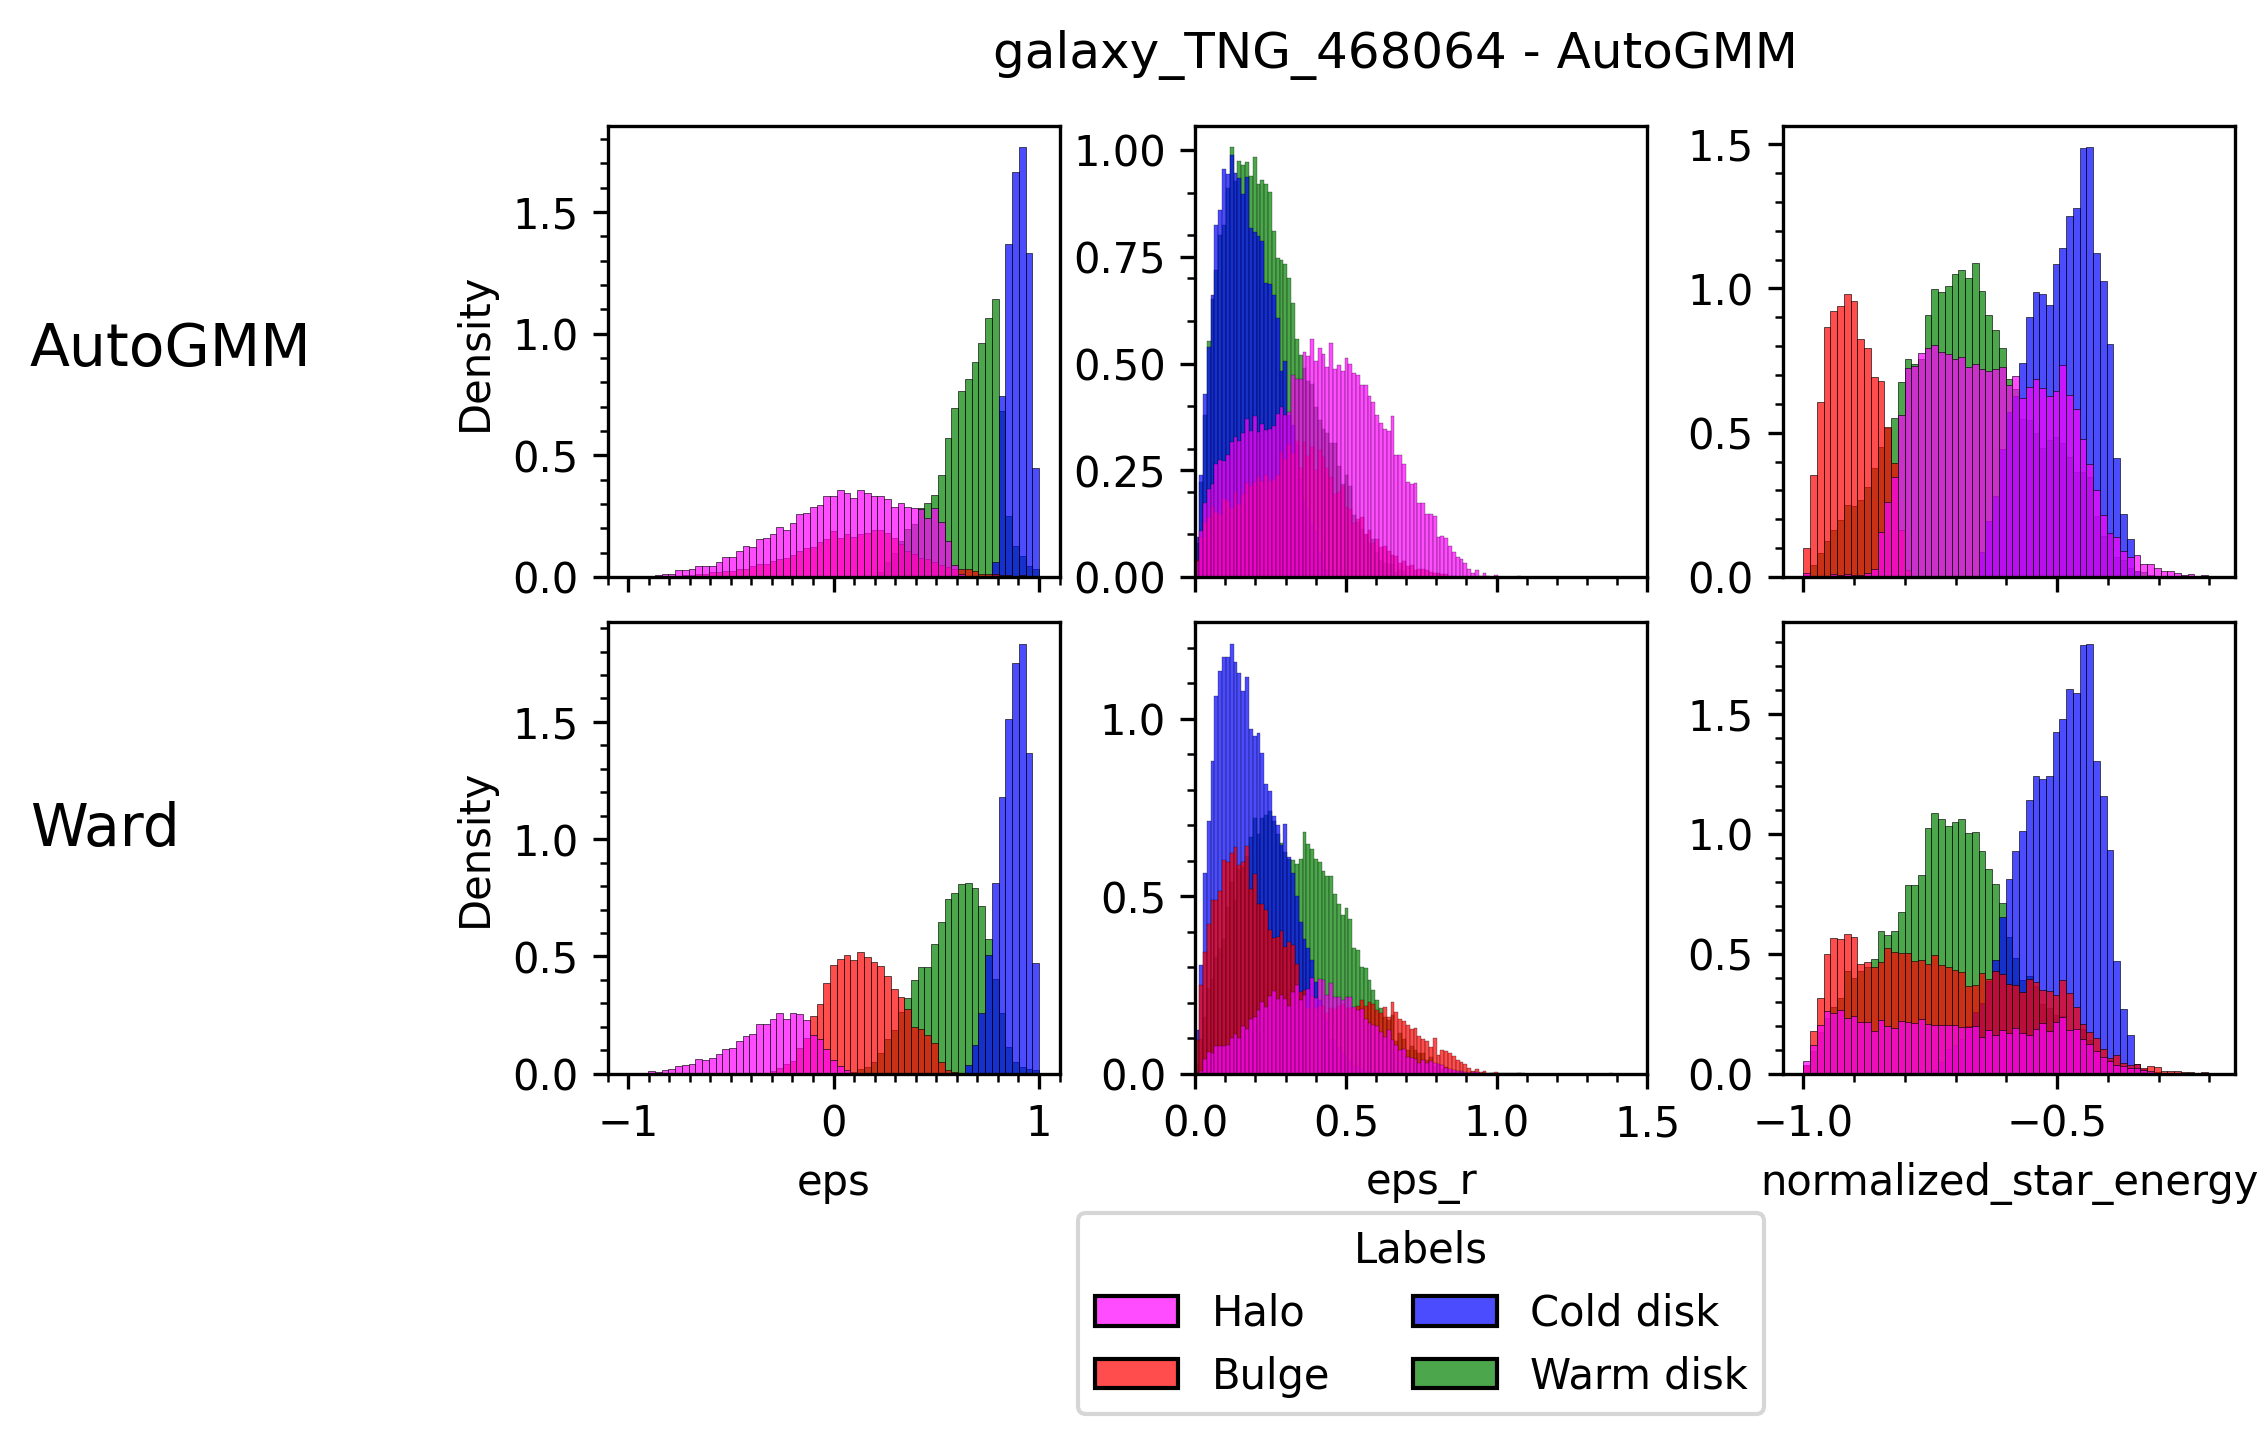 galaxy_TNG_468064 - AutoGMM
AutoGMM
Density
0.0
0.5
1.0
1.5
0.00
0.25
0.50
0.75
1.00
0.0
0.5
1.0
1.5
Ward
Density
0.0
0.5
1.0
1.5
0.0
0.5
1.0
0.0
0.5
1.0
1.5
−1 0 1
0.0 0.5 1.0 1.5
−1.0 −0.5
eps
eps_r
normalized_star_energy
Labels
Halo
Bulge
Cold disk
Warm disk